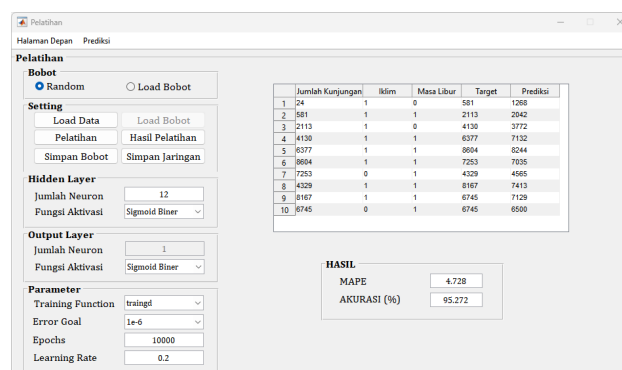 Pelatihan
Halaman Depan Prediksi
Pelatihan
Bobot
Random Load Bobot
Setting
Load Data Load Bobot
Pelatihan Hasil Pelatihan
Simpan Bobot Simpan Jaringan
Hidden Layer
Jumlah Neuron 12
Fungsi Aktivasi Sigmoid Biner
Output Layer
Jumlah Neuron 1
Fungsi Aktivasi Sigmoid Biner
Parameter
Training Function traingd
Error Goal 1e-6
Epochs 10000
Learning Rate 0.2
Jumlah Kunjungan Iklim Masa Libur Target Prediksi
1 24 1 0 581 1268
2 581 1 1 2113 2042
3 2113 1 0 4130 3772
4 4130 1 1 6377 7132
5 6377 1 1 8604 8244
6 8604 1 1 7253 7035
7 7253 0 1 4329 4565
8 4329 1 1 8167 7413
9 8167 1 1 6745 7129
10 6745 0 1 6745 6500
HASIL
MAPE 4.728
AKURASI (%) 95.272